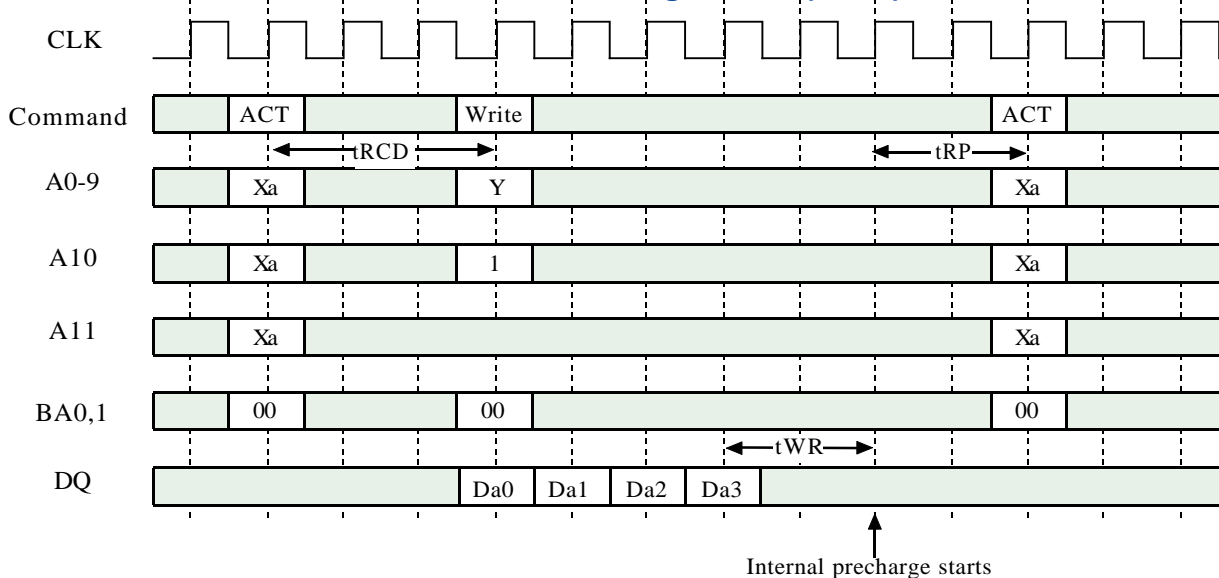 CLK
Command ACT Write ACT
tRCD tRP
A0-9 Xa Y Xa
A10 Xa 1 Xa
A11 Xa Xa
BA0,1 00 00 00
tWR
DQ Da0 Da1 Da2 Da3
Internal precharge starts